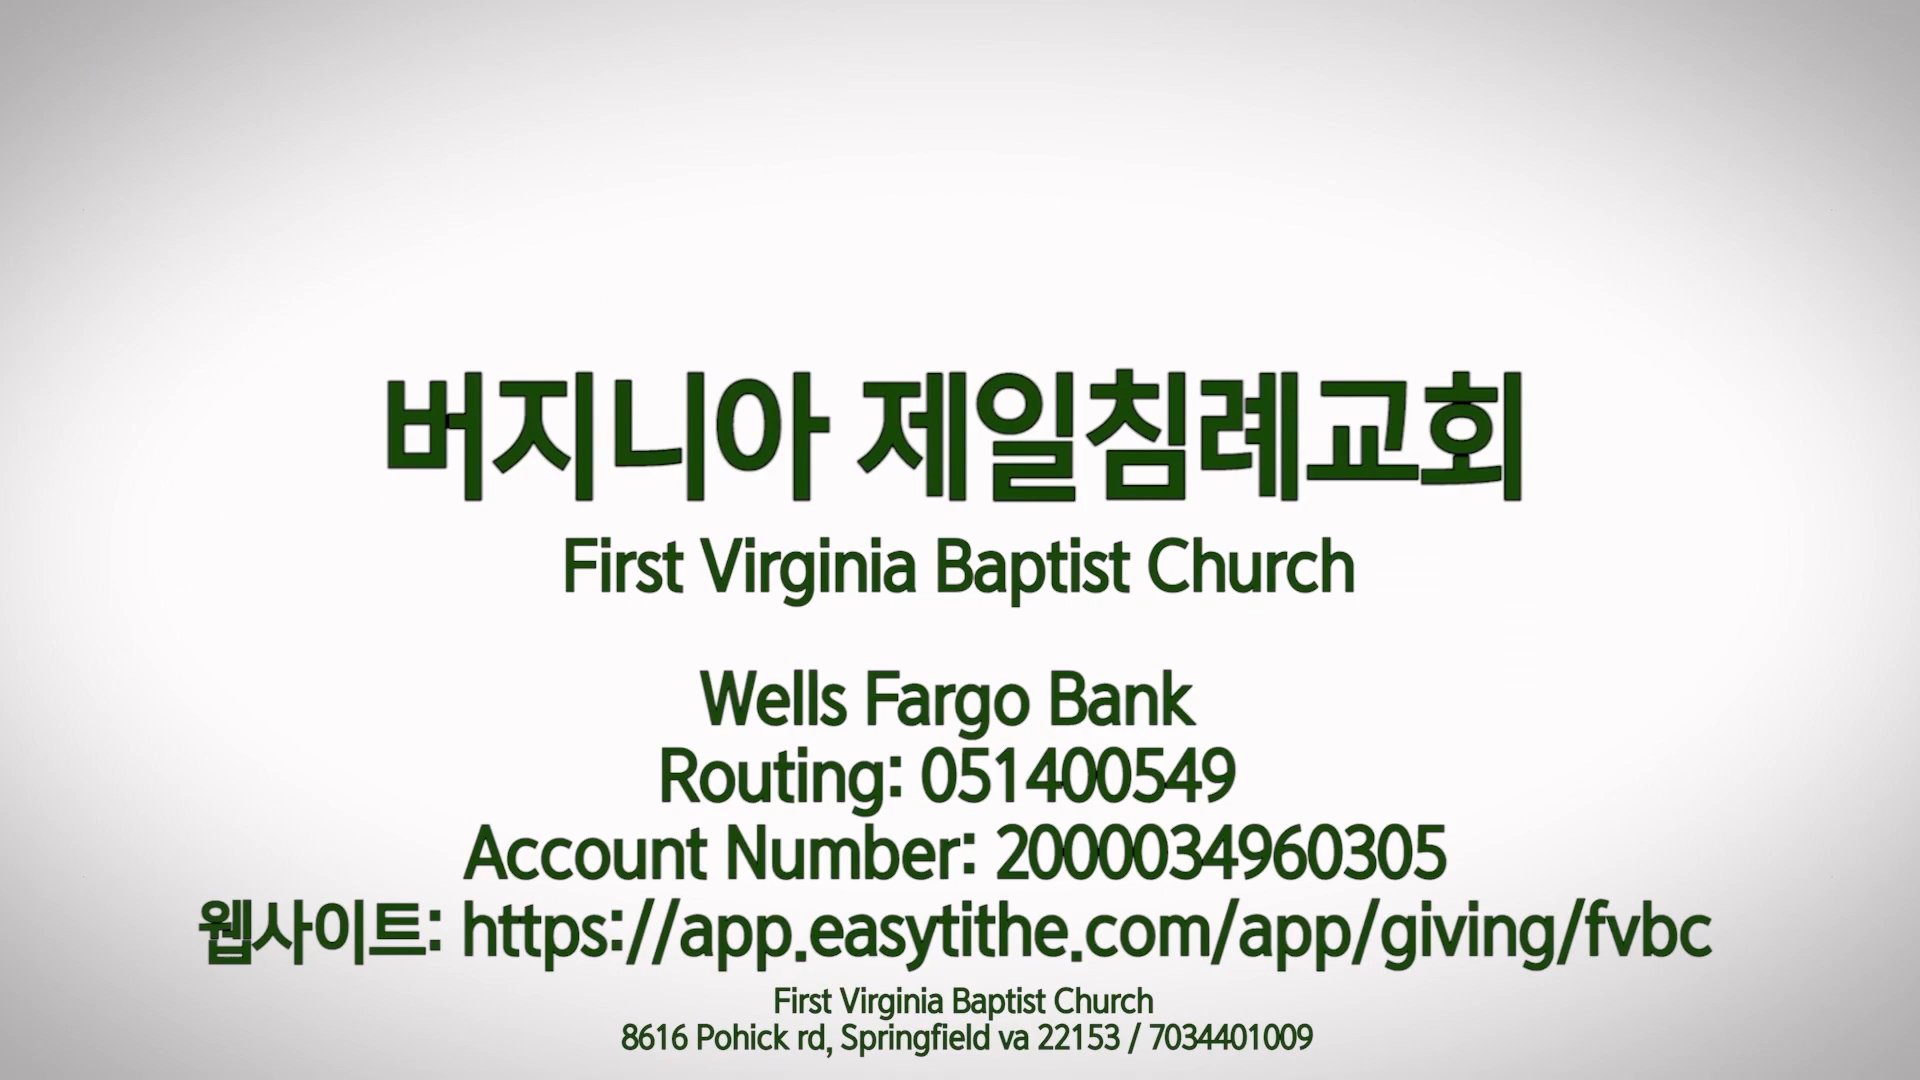 버지니아 제일침례교회
First Virginia Baptist Church
Wells Fargo Bank
Routing: 051400549
Account Number: 2000034960305
웹사이트: https://app.easytithe.com/app/giving/fvbc
First Virginia Baptist Church
8616 Pohick rd, Springfield va 22153 / 7034401009